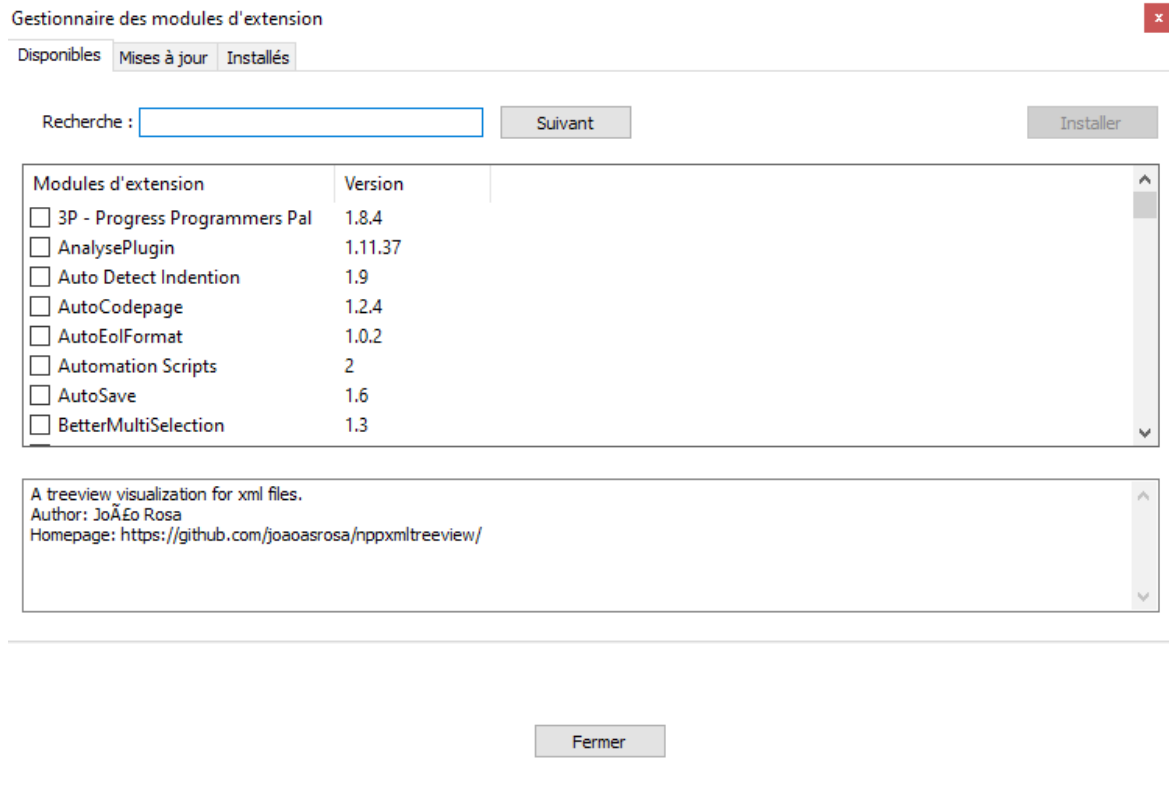 Gestionnaire des modules d'extension
x
Disponibles Mises à jour Installés
Recherche : Suivant Installer
Modules d'extension Version
3P - Progress Programmers Pal 1.8.4
AnalysePlugin 1.11.37
Auto Detect Indention 1.9
AutoCodepage 1.2.4
AutoEolFormat 1.0.2
Automation Scripts 2
AutoSave 1.6
BetterMultiSelection 1.3
A treeview visualization for xml files.
Author: JoÃ£o Rosa
Homepage: https://github.com/joaoasrosa/nppxmltreeview/
Fermer